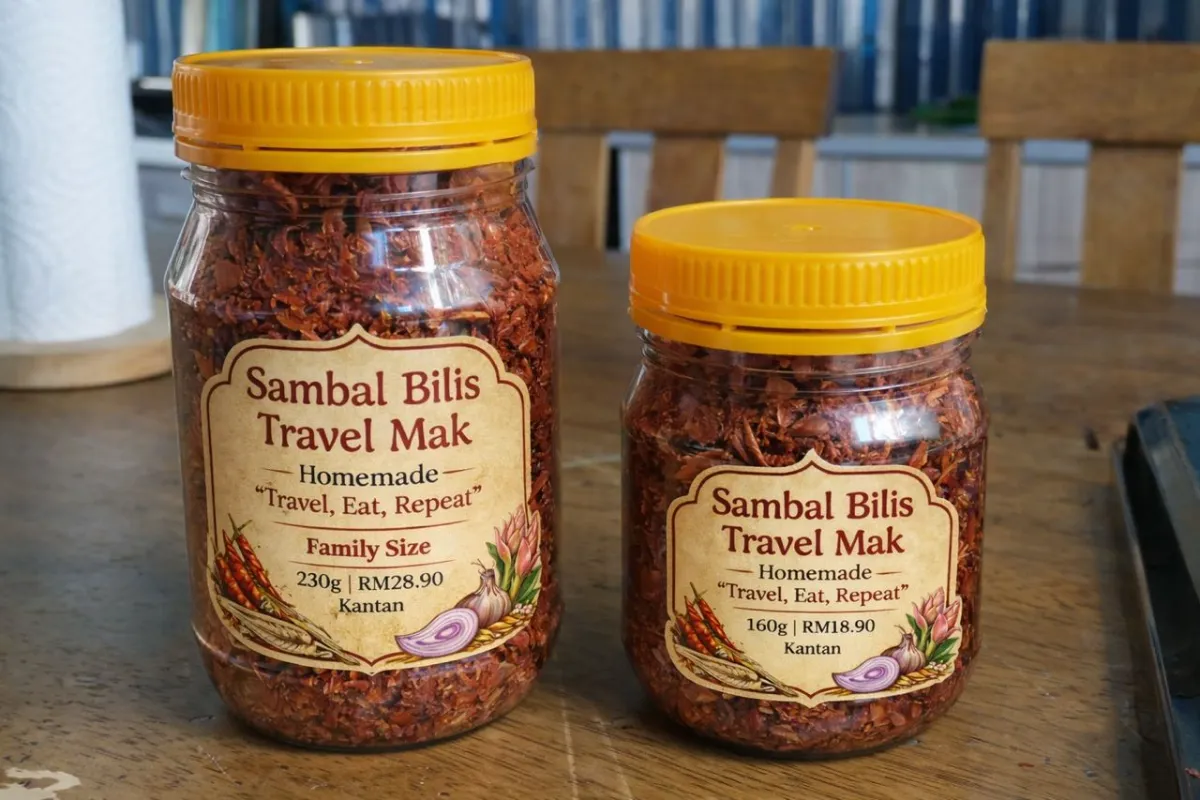 Sambal Bilis
Travel Mak
Homemade
“Travel, Eat, Repeat”
Family Size
230g | RM28.90
Kantan
Sambal Bilis
Travel Mak
Homemade
“Travel, Eat, Repeat”
160g | RM18.90
Kantan